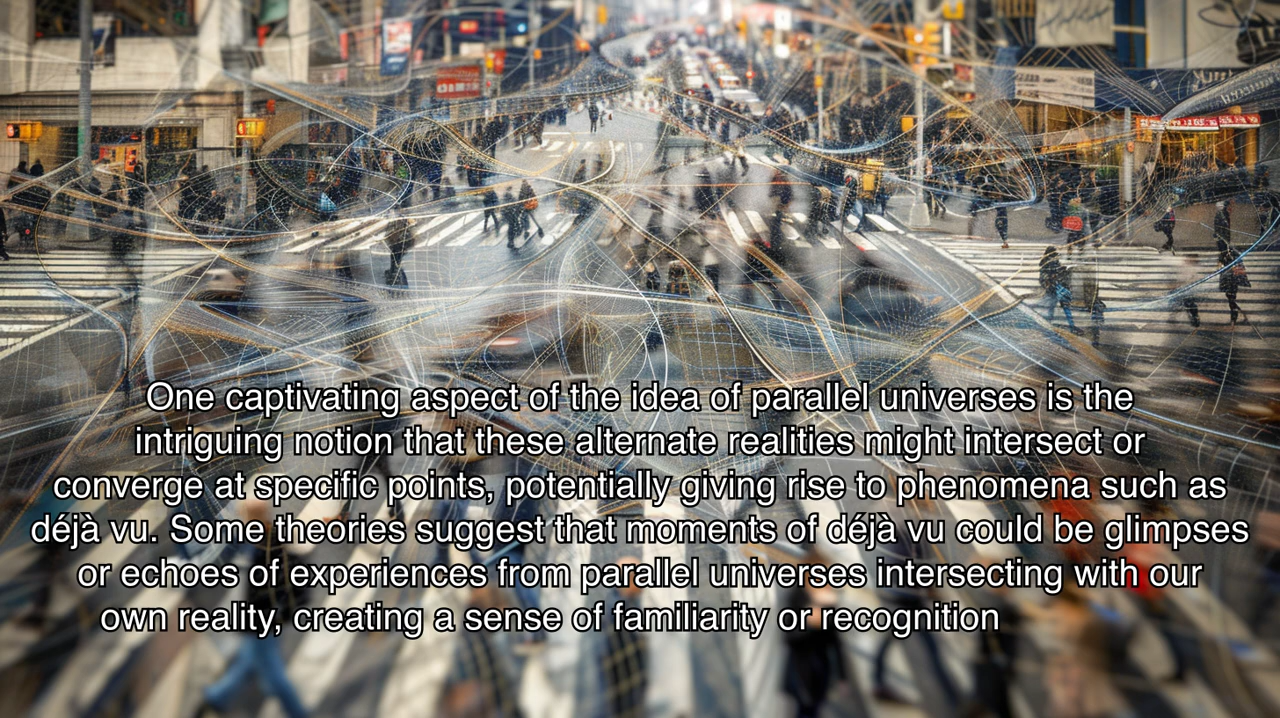 One captivating aspect of the idea of parallel universes is the
intriguing notion that these alternate realities might intersect or
converge at specific points, potentially giving rise to phenomena such as
déjà vu. Some theories suggest that moments of déjà vu could be glimpses
or echoes of experiences from parallel universes intersecting with our
own reality, creating a sense of familiarity or recognition